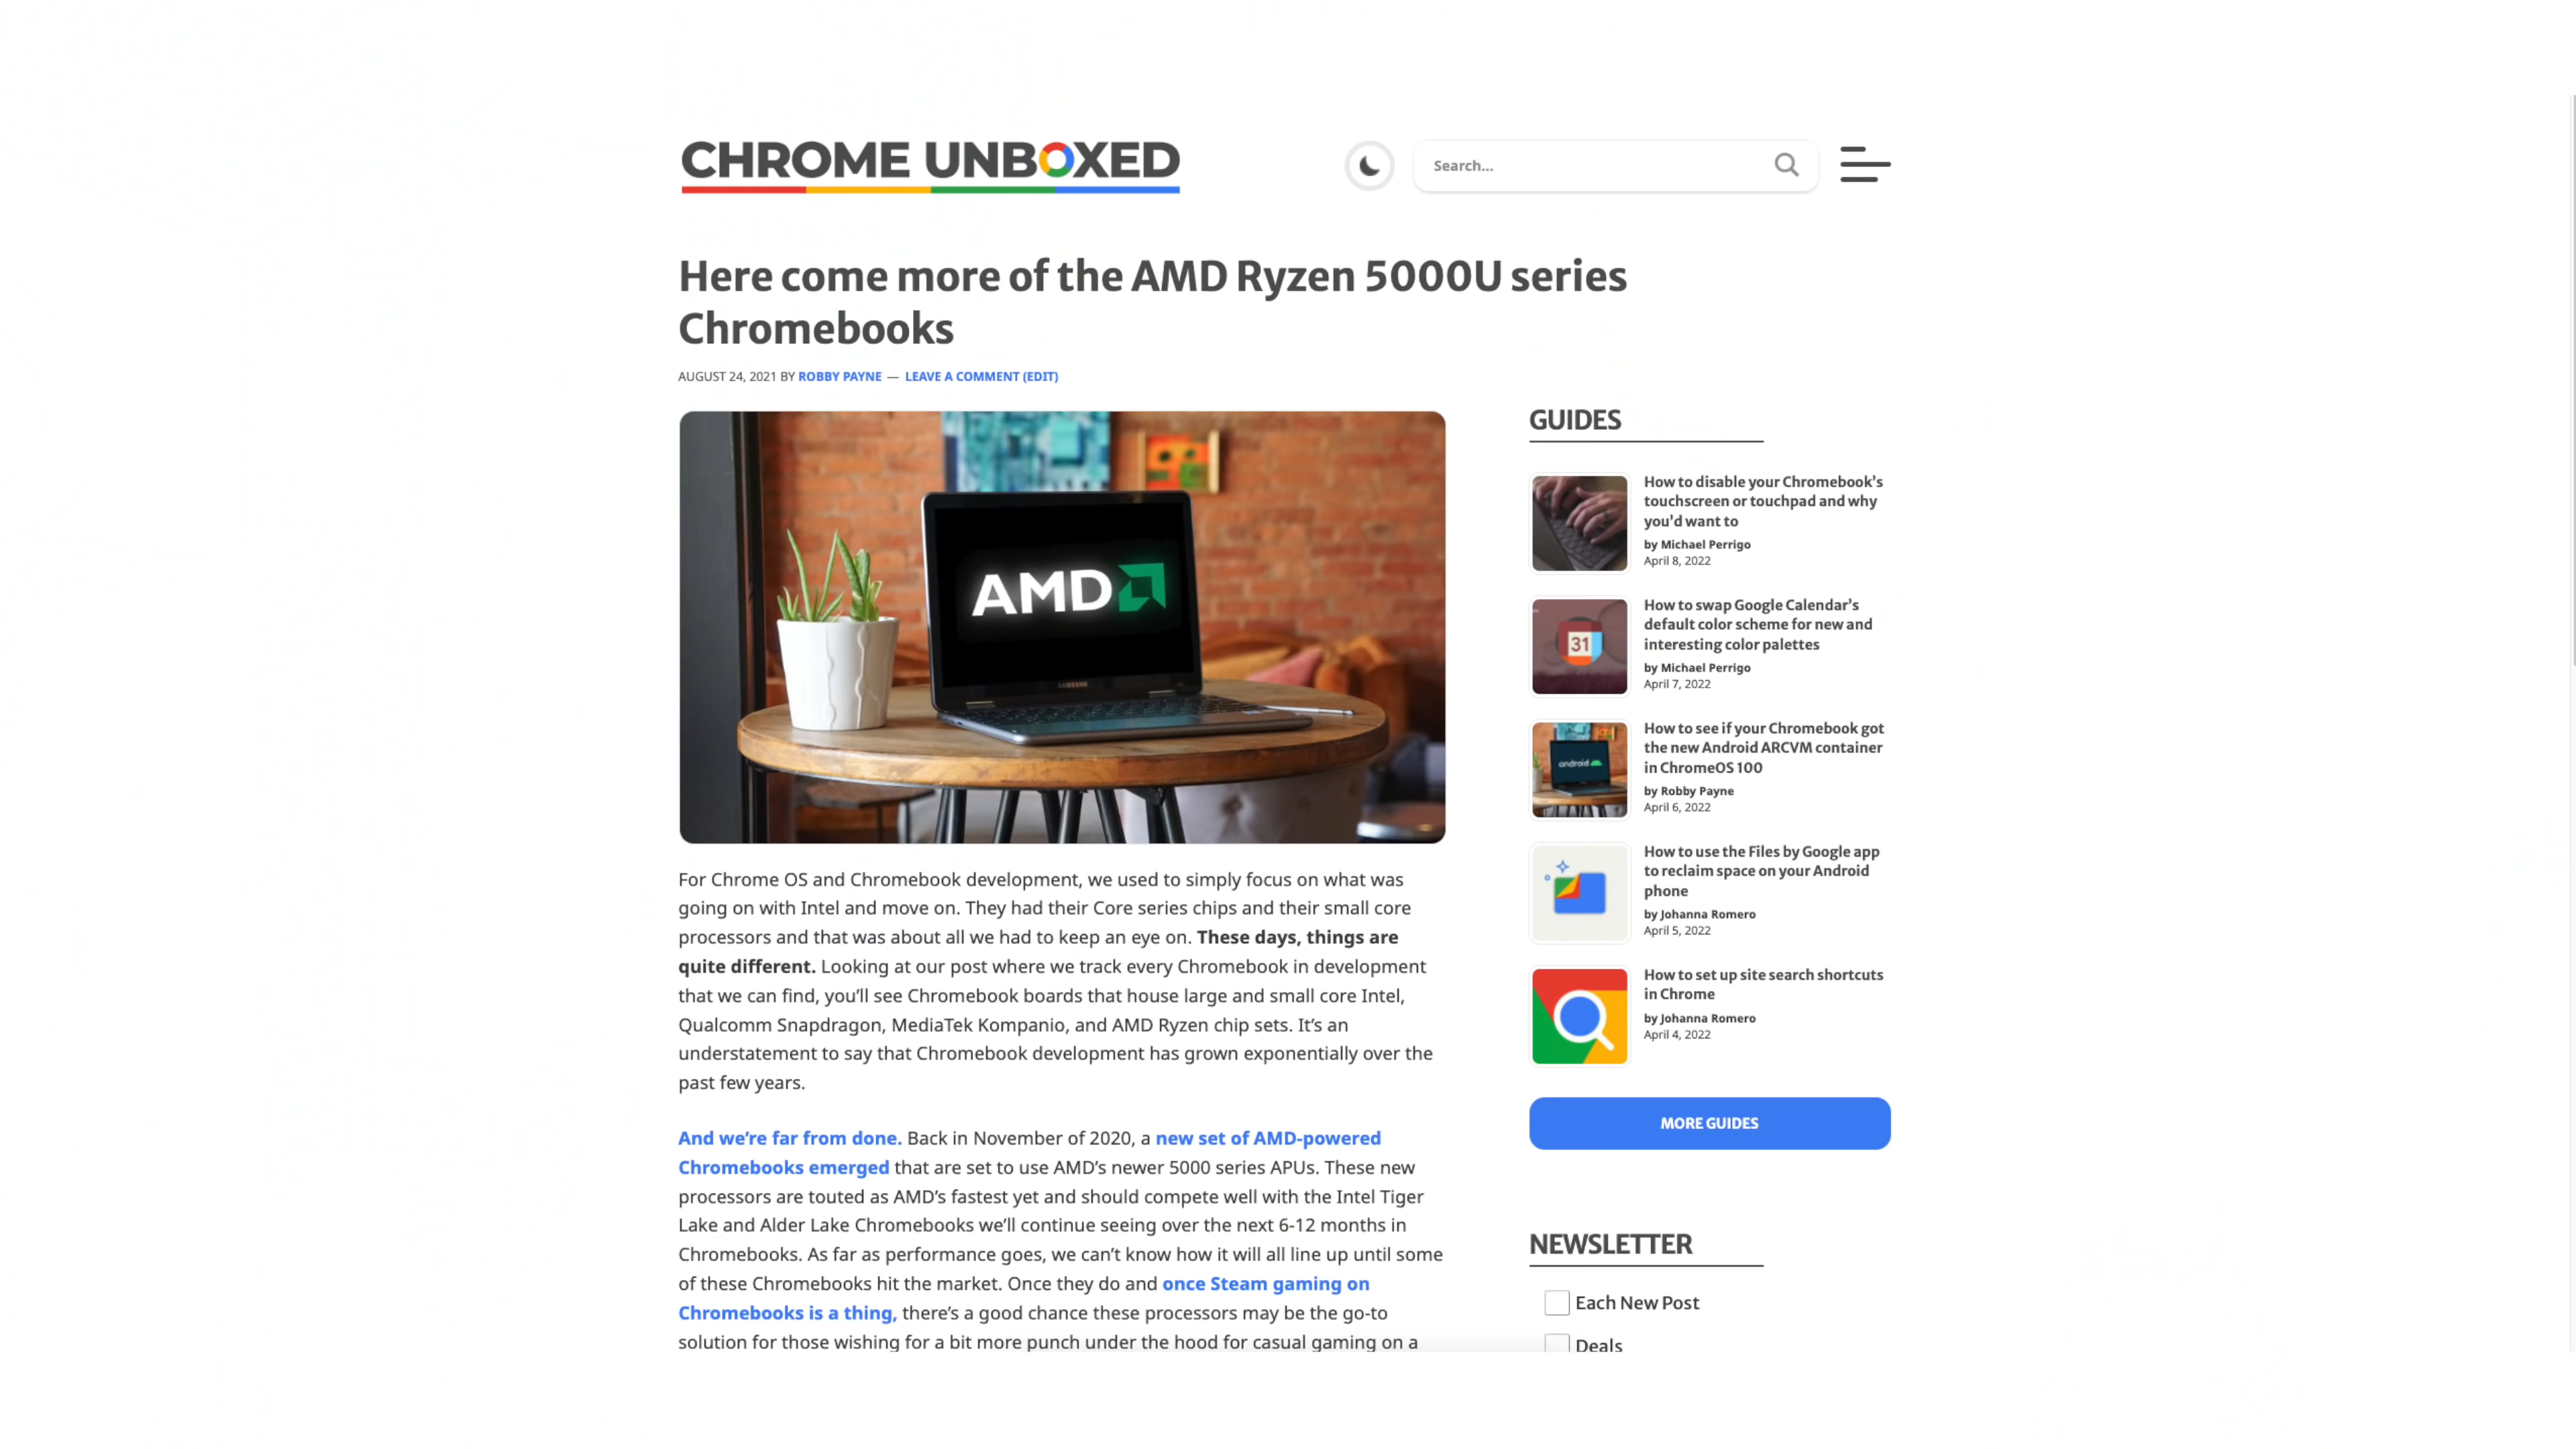 CHROME UNBOXED
Search...
Here come more of the AMD Ryzen 5000U series
Chromebooks
AUGUST 24, 2021 BY ROBBY PAYNE — LEAVE A COMMENT (EDIT)
AMD
SAMSUNG
For Chrome OS and Chromebook development, we used to simply focus on what was
going on with Intel and move on. They had their Core series chips and their small core
processors and that was about all we had to keep an eye on. These days, things are
quite different. Looking at our post where we track every Chromebook in development
that we can find, you’ll see Chromebook boards that house large and small core Intel,
Qualcomm Snapdragon, MediaTek Kompanio, and AMD Ryzen chip sets. It’s an
understatement to say that Chromebook development has grown exponentially over the
past few years.
And we’re far from done. Back in November of 2020, a new set of AMD-powered
Chromebooks emerged that are set to use AMD’s newer 5000 series APUs. These new
processors are touted as AMD’s fastest yet and should compete well with the Intel Tiger
Lake and Alder Lake Chromebooks we’ll continue seeing over the next 6-12 months in
Chromebooks. As far as performance goes, we can’t know how it will all line up until some
of these Chromebooks hit the market. Once they do and once Steam gaming on
Chromebooks is a thing, there’s a good chance these processors may be the go-to
solution for those wishing for a bit more punch under the hood for casual gaming on a
GUIDES
How to disable your Chromebook’s
touchscreen or touchpad and why
you’d want to
by Michael Perrigo
April 8, 2022
31
How to swap Google Calendar’s
default color scheme for new and
interesting color palettes
by Michael Perrigo
April 7, 2022
android
How to see if your Chromebook got
the new Android ARCVM container
in ChromeOS 100
by Robby Payne
April 6, 2022
How to use the Files by Google app
to reclaim space on your Android
phone
by Johanna Romero
April 5, 2022
How to set up site search shortcuts
in Chrome
by Johanna Romero
April 4, 2022
MORE GUIDES
NEWSLETTER
Each New Post
Deals